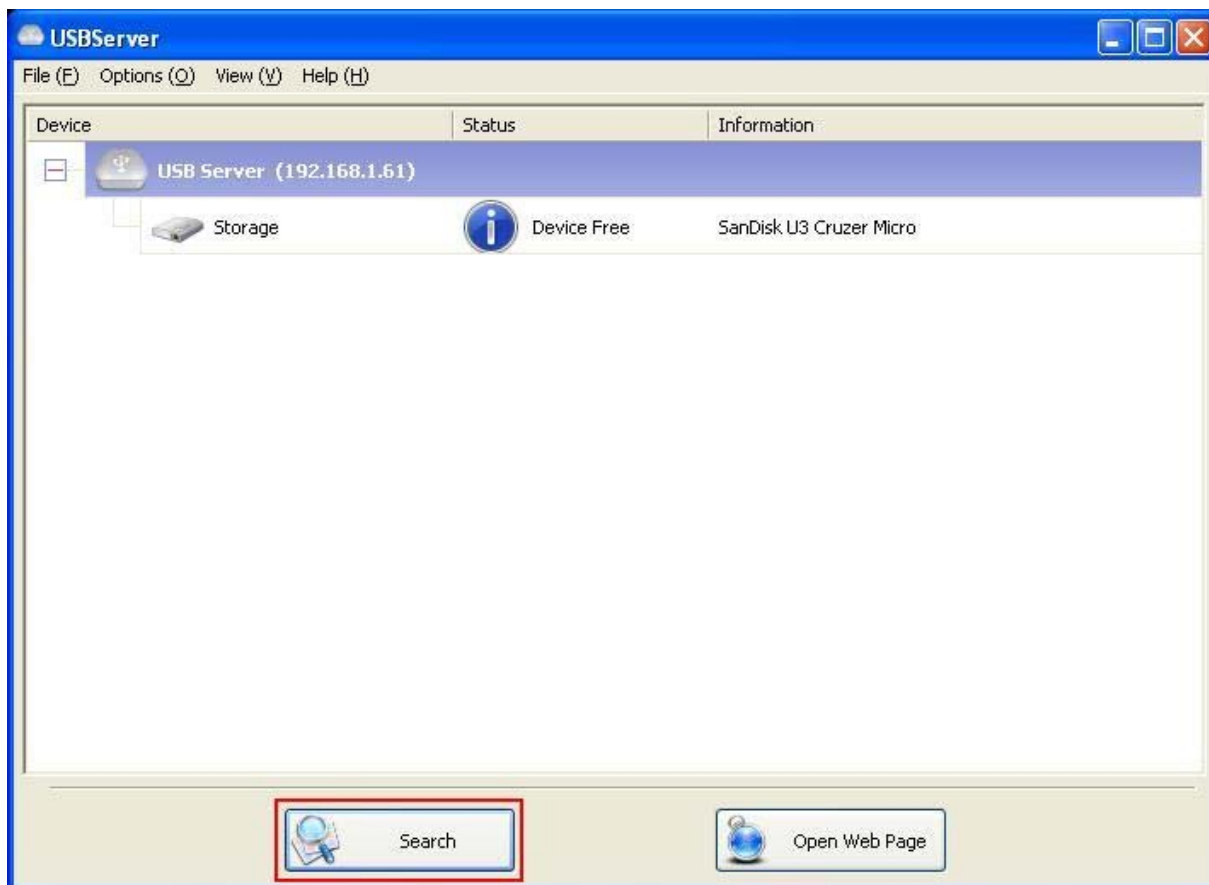 USBServer
File (F) Options (O) View (V) Help (H)
Device Status Information
USB Server (192.168.1.61)
Storage Device Free SanDisk U3 Cruzer Micro
Search Open Web Page